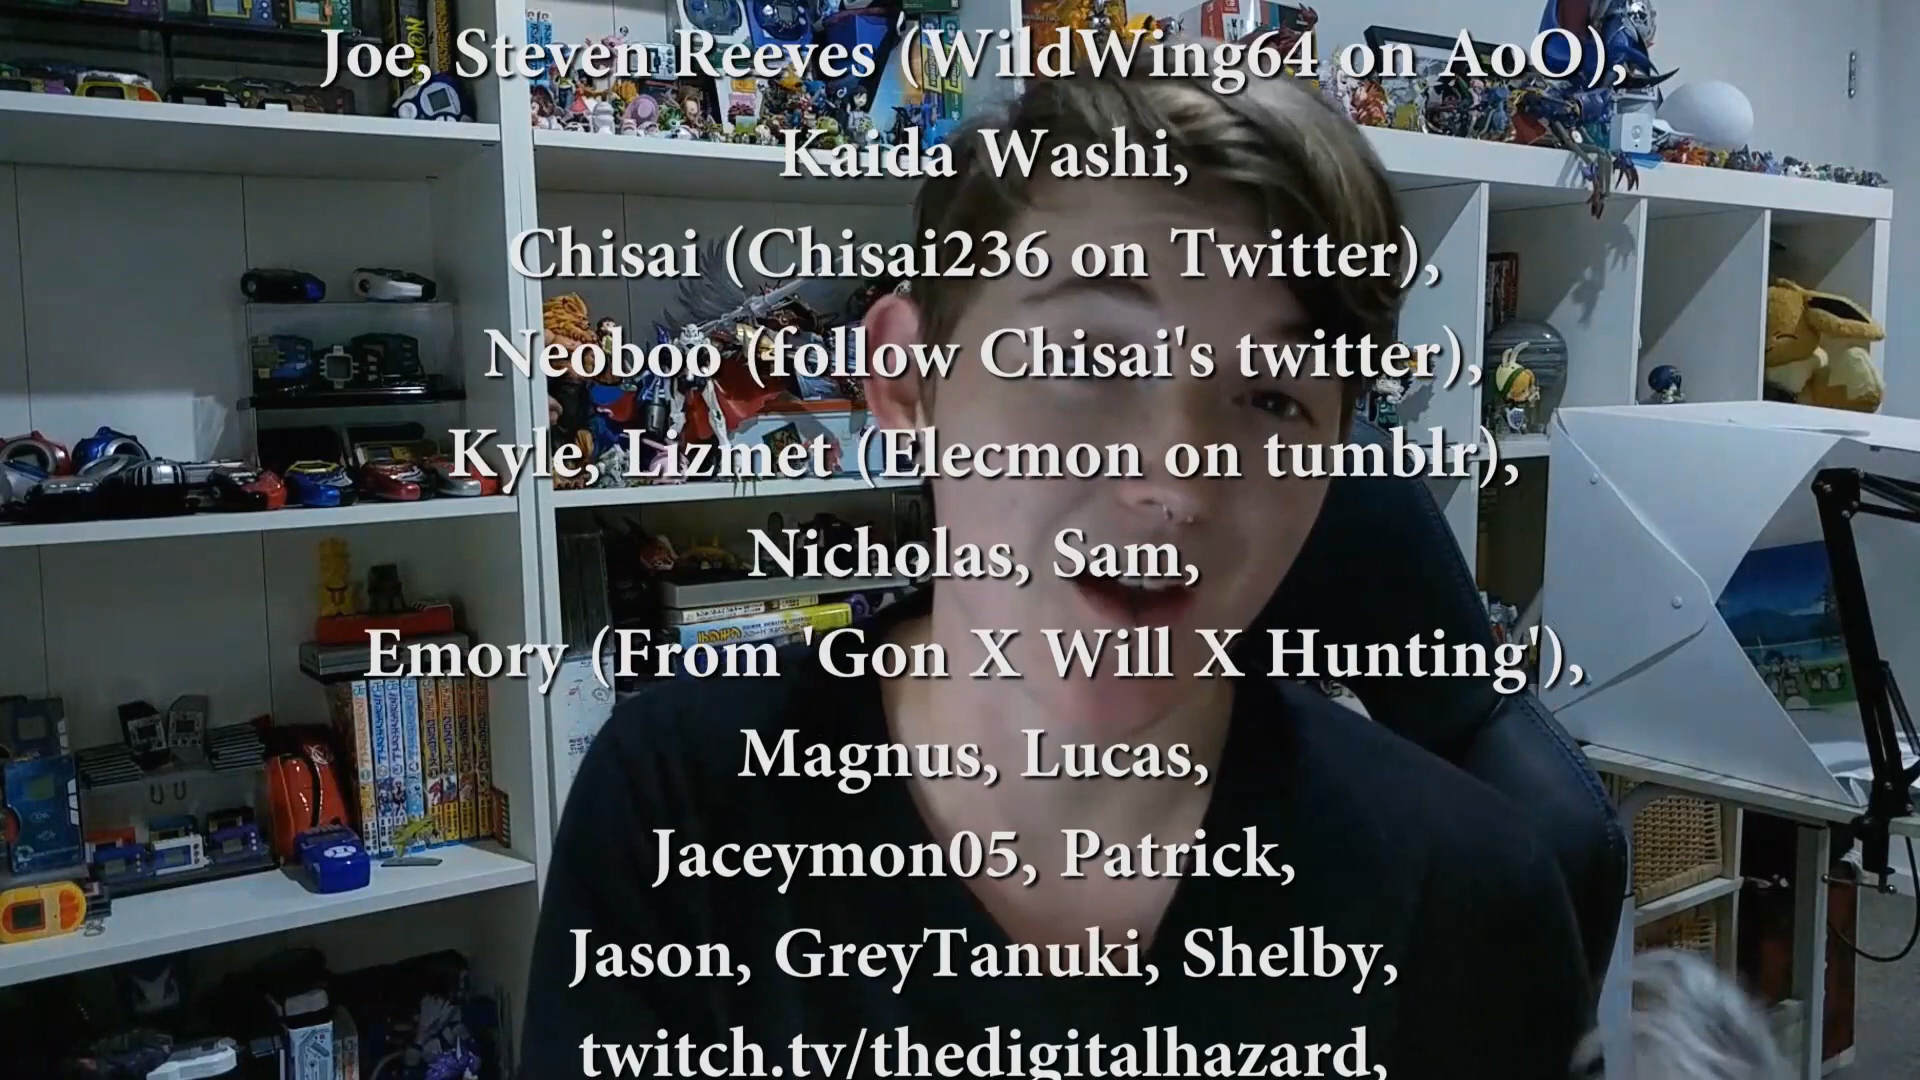 Joe, Steven Reeves (WildWing64 on AoO),
Kaida Washi,
Chisai (Chisai236 on Twitter),
Neoboo (follow Chisai's twitter),
Kyle, Lizmet (Elecmon on tumblr),
Nicholas, Sam,
Emory (From 'Gon X Will X Hunting'),
Magnus, Lucas,
Jaceymon05, Patrick,
Jason, GreyTanuki, Shelby,
twitch.tv/thedigitalhazard,